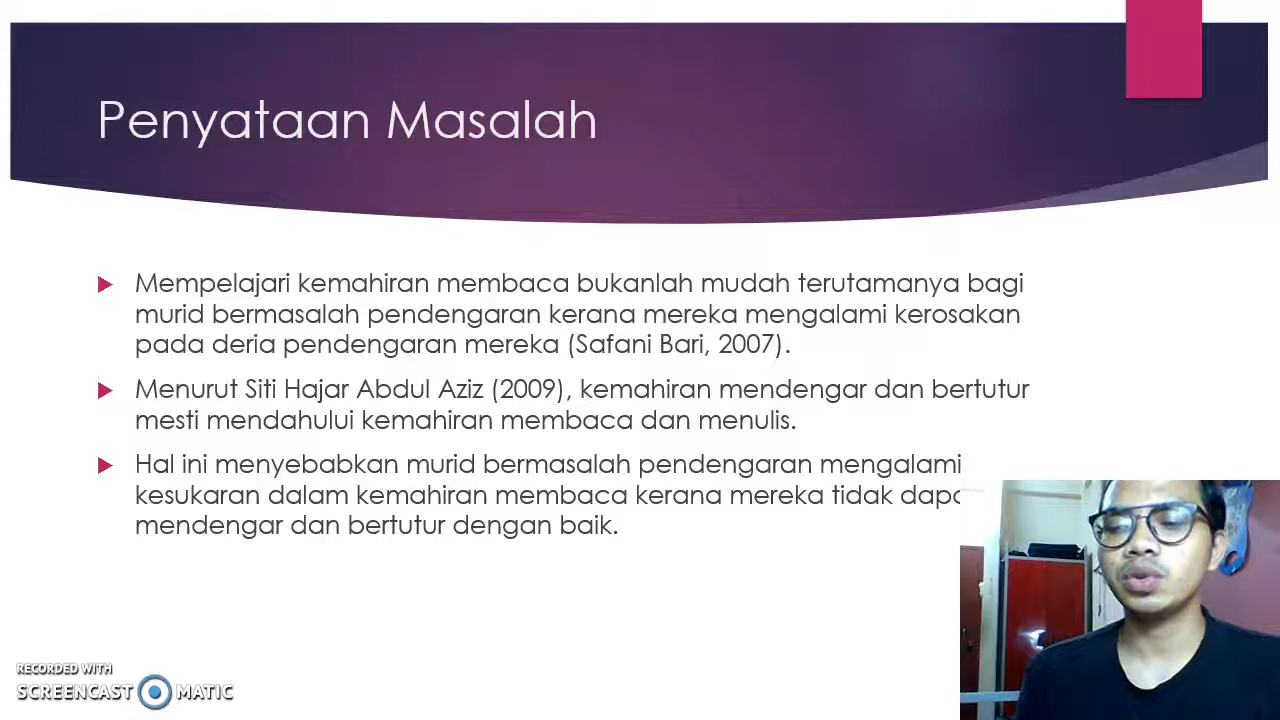 Penyataan Masalah
Mempelajari kemahiran membaca bukanlah mudah terutamanya bagi
murid bermasalah pendengaran kerana mereka mengalami kerosakan
pada deria pendengaran mereka (Safani Bari, 2007).
Menurut Siti Hajar Abdul Aziz (2009), kemahiran mendengar dan bertutur
mesti mendahului kemahiran membaca dan menulis.
Hal ini menyebabkan murid bermasalah pendengaran mengalami
kesukaran dalam kemahiran membaca kerana mereka tidak
mendengar dan bertutur dengan baik.
RECORDED WITH
SCREENCAST MATIC